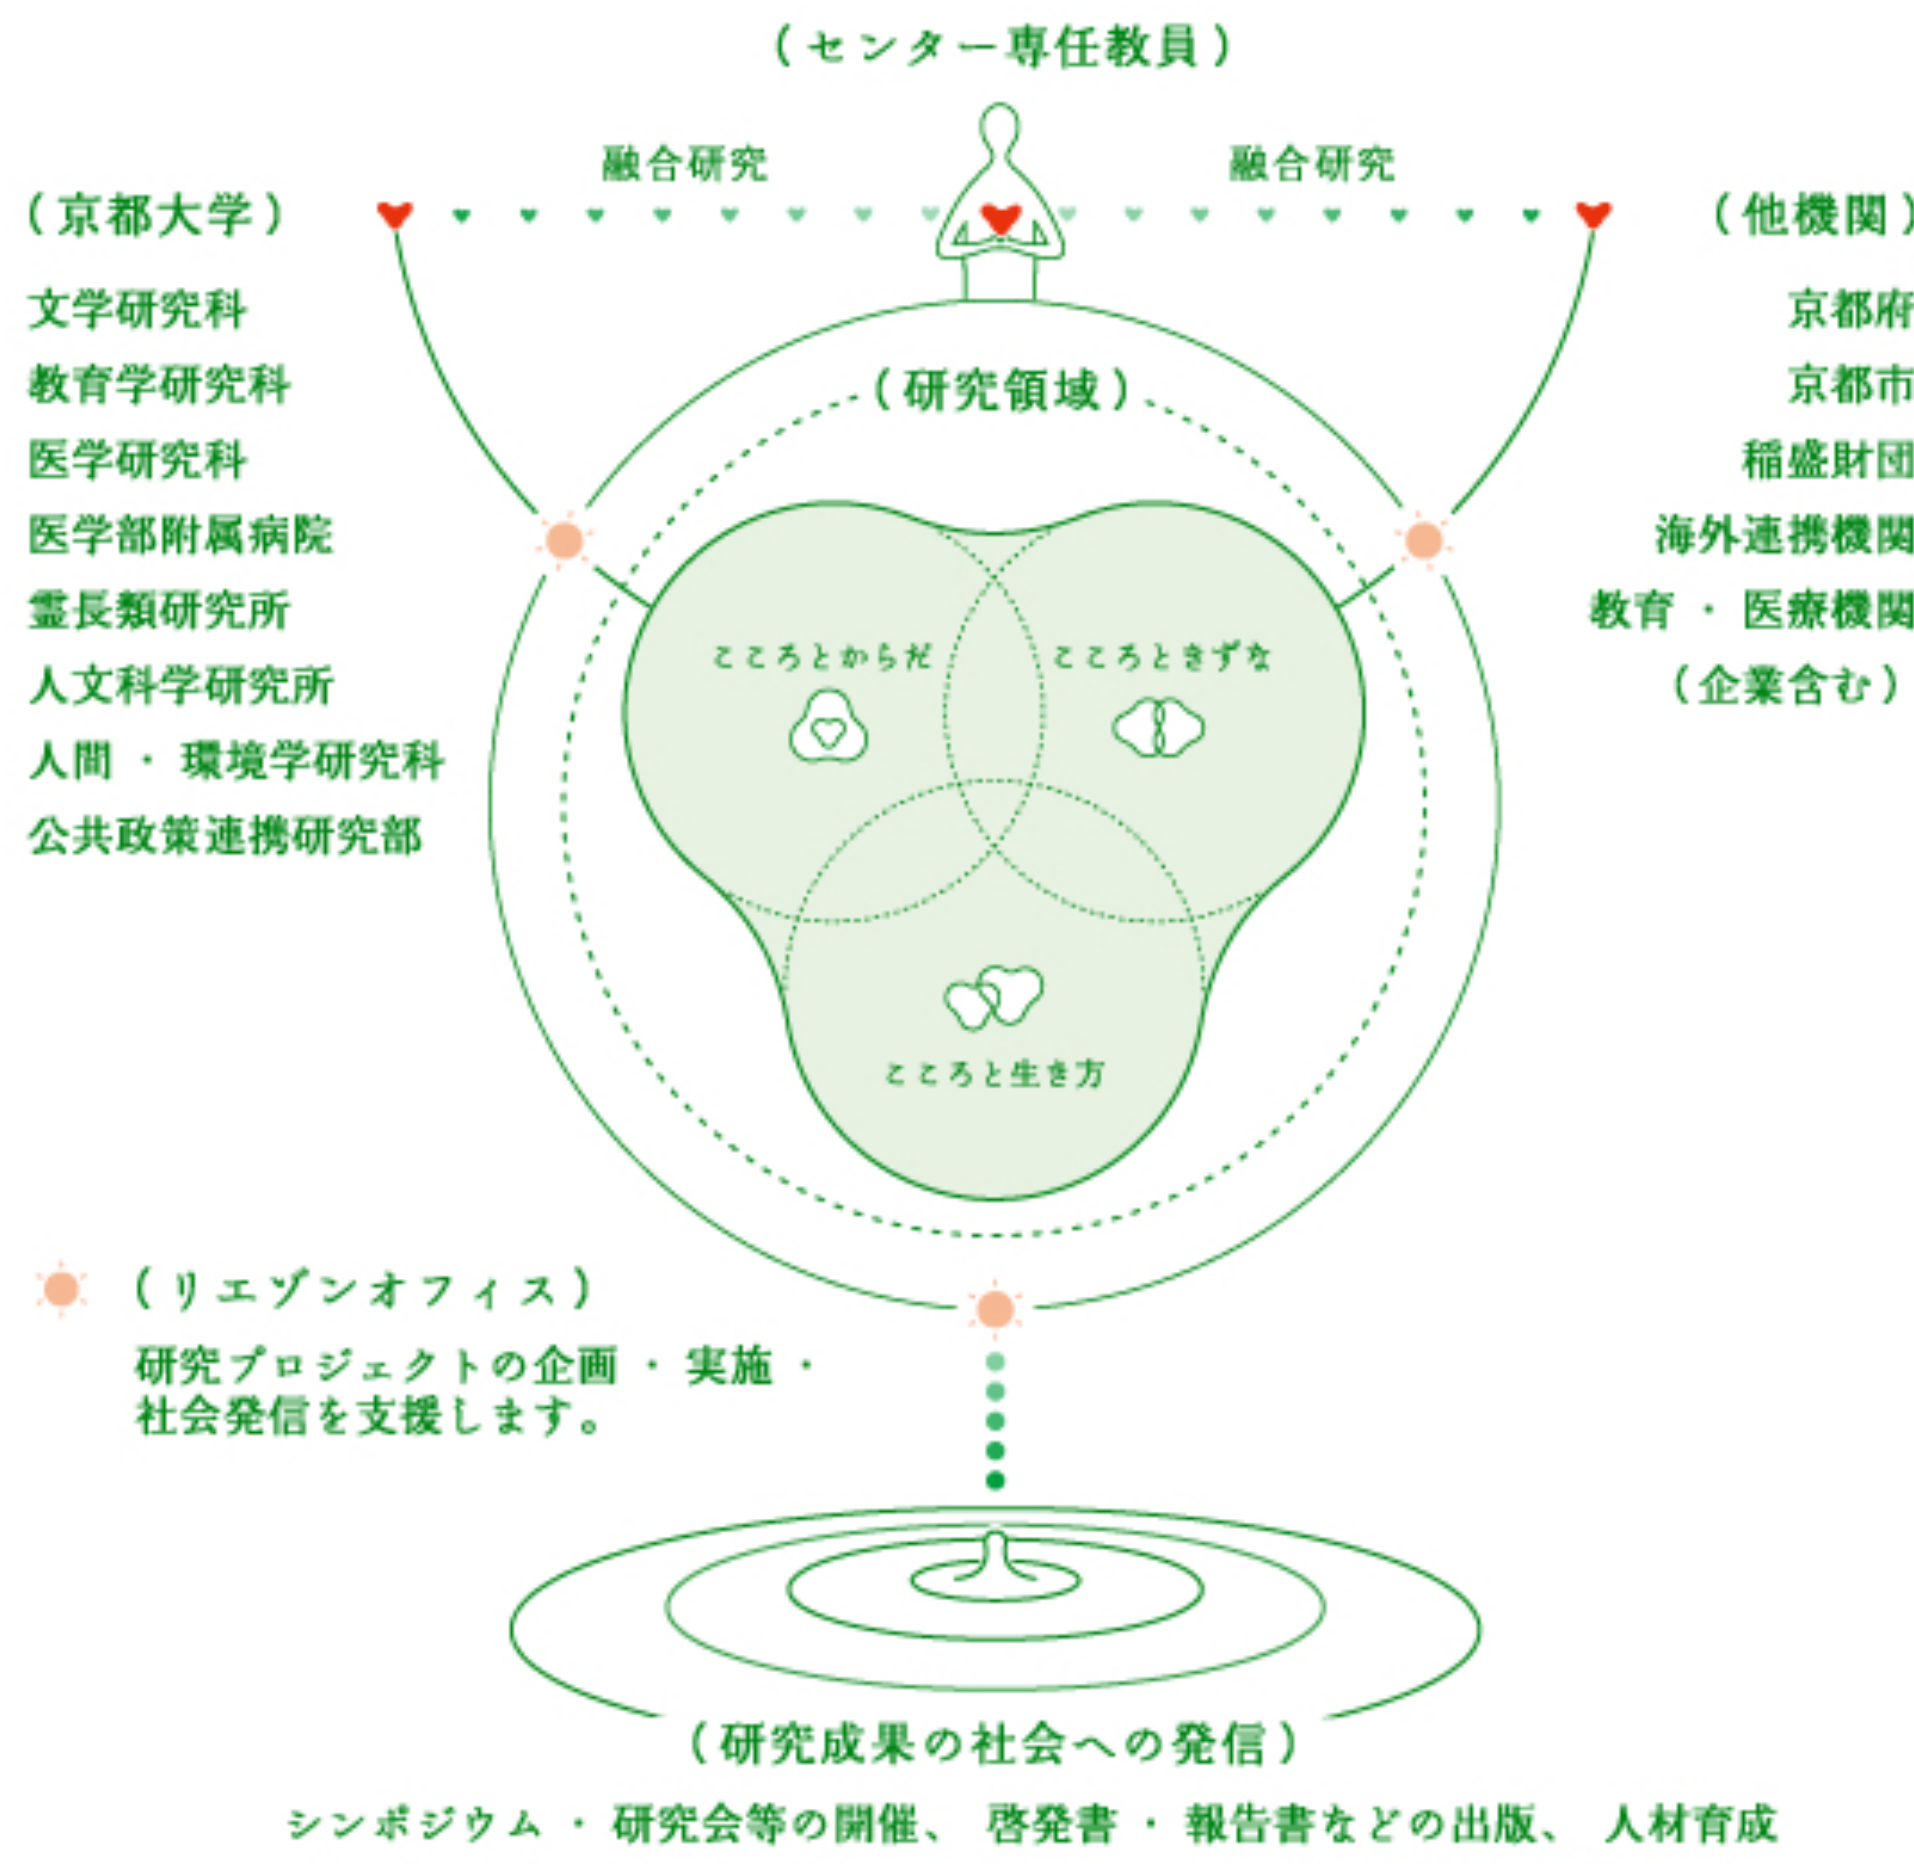 （センター専任教員）
融合研究
融合研究
（京都大学）
文学研究科
教育学研究科
医学研究科
医学部附属病院
霊長類研究所
人文科学研究所
人間・環境学研究科
公共政策連携研究部
（他機関）
京都府
京都市
稲盛財団
海外連携機関
教育・医療機関
（企業含む）
（研究領域）
こころとからだ
こころときずな
こころと生き方
（リエゾンオフィス）
研究プロジェクトの企画・実施・
社会発信を支援します。
（研究成果の社会への発信）
シンポジウム・研究会等の開催、啓発書・報告書などの出版、人材育成